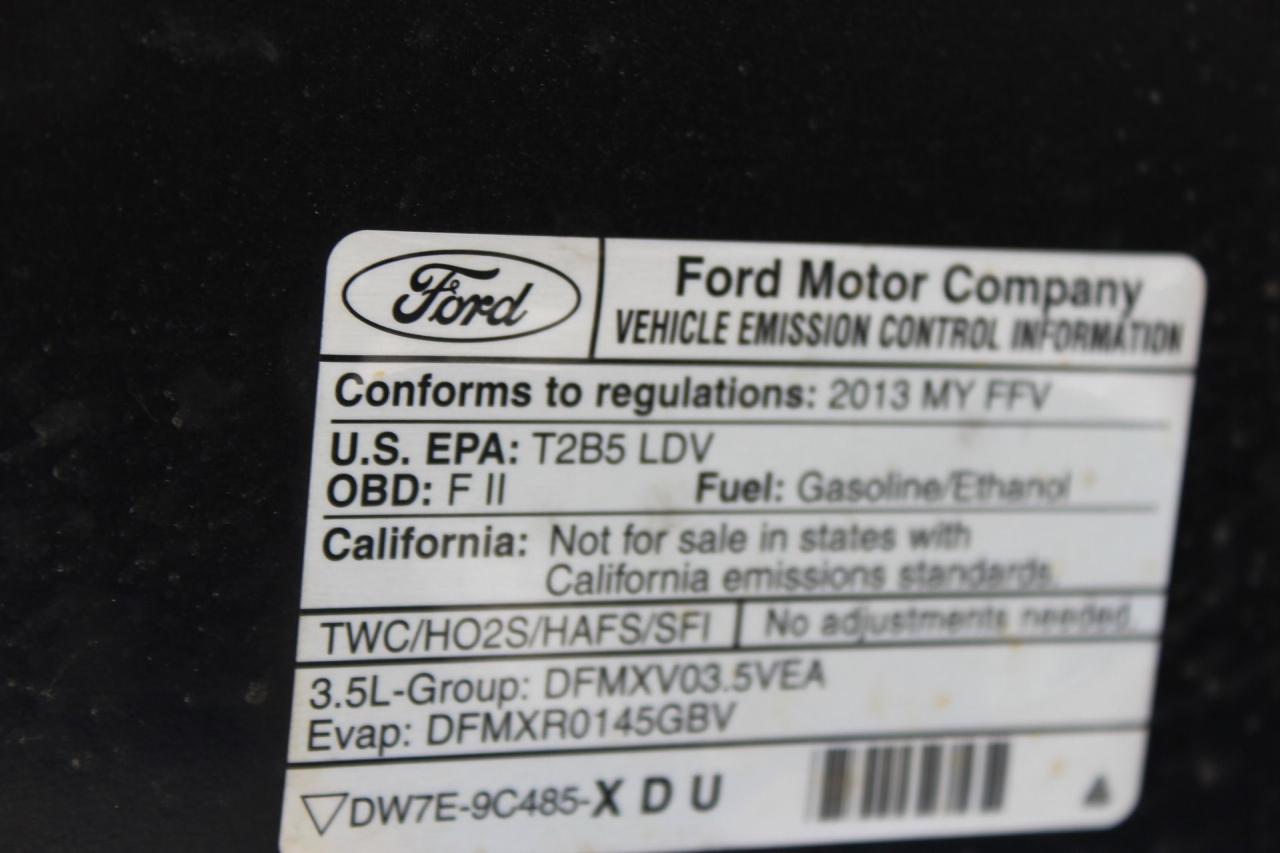 Ford
Ford Motor Company
VEHICLE EMISSION CONTROL INFORMATION
Conforms to regulations: 2013 MY FFV
U.S. EPA: T2B5 LDV
OBD: F II Fuel: Gasoline/Ethanol
California: Not for sale in states with
California emissions standards.
TWC/HO2S/HAFS/SFI No adjustments needed.
3.5L-Group: DFMXV03.5VEA
Evap: DFMXR0145GBV
DW7E-9C485-X D U